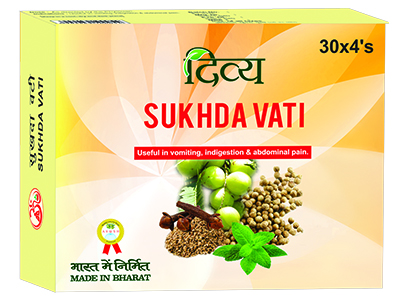 30x4's
दिव्य
SUKHDA VATI
Useful in vomiting, indigestion & abdominal pain.
भारत में निर्मित
MADE IN BHARAT
सुखदा वटी
SUKHDA VATI